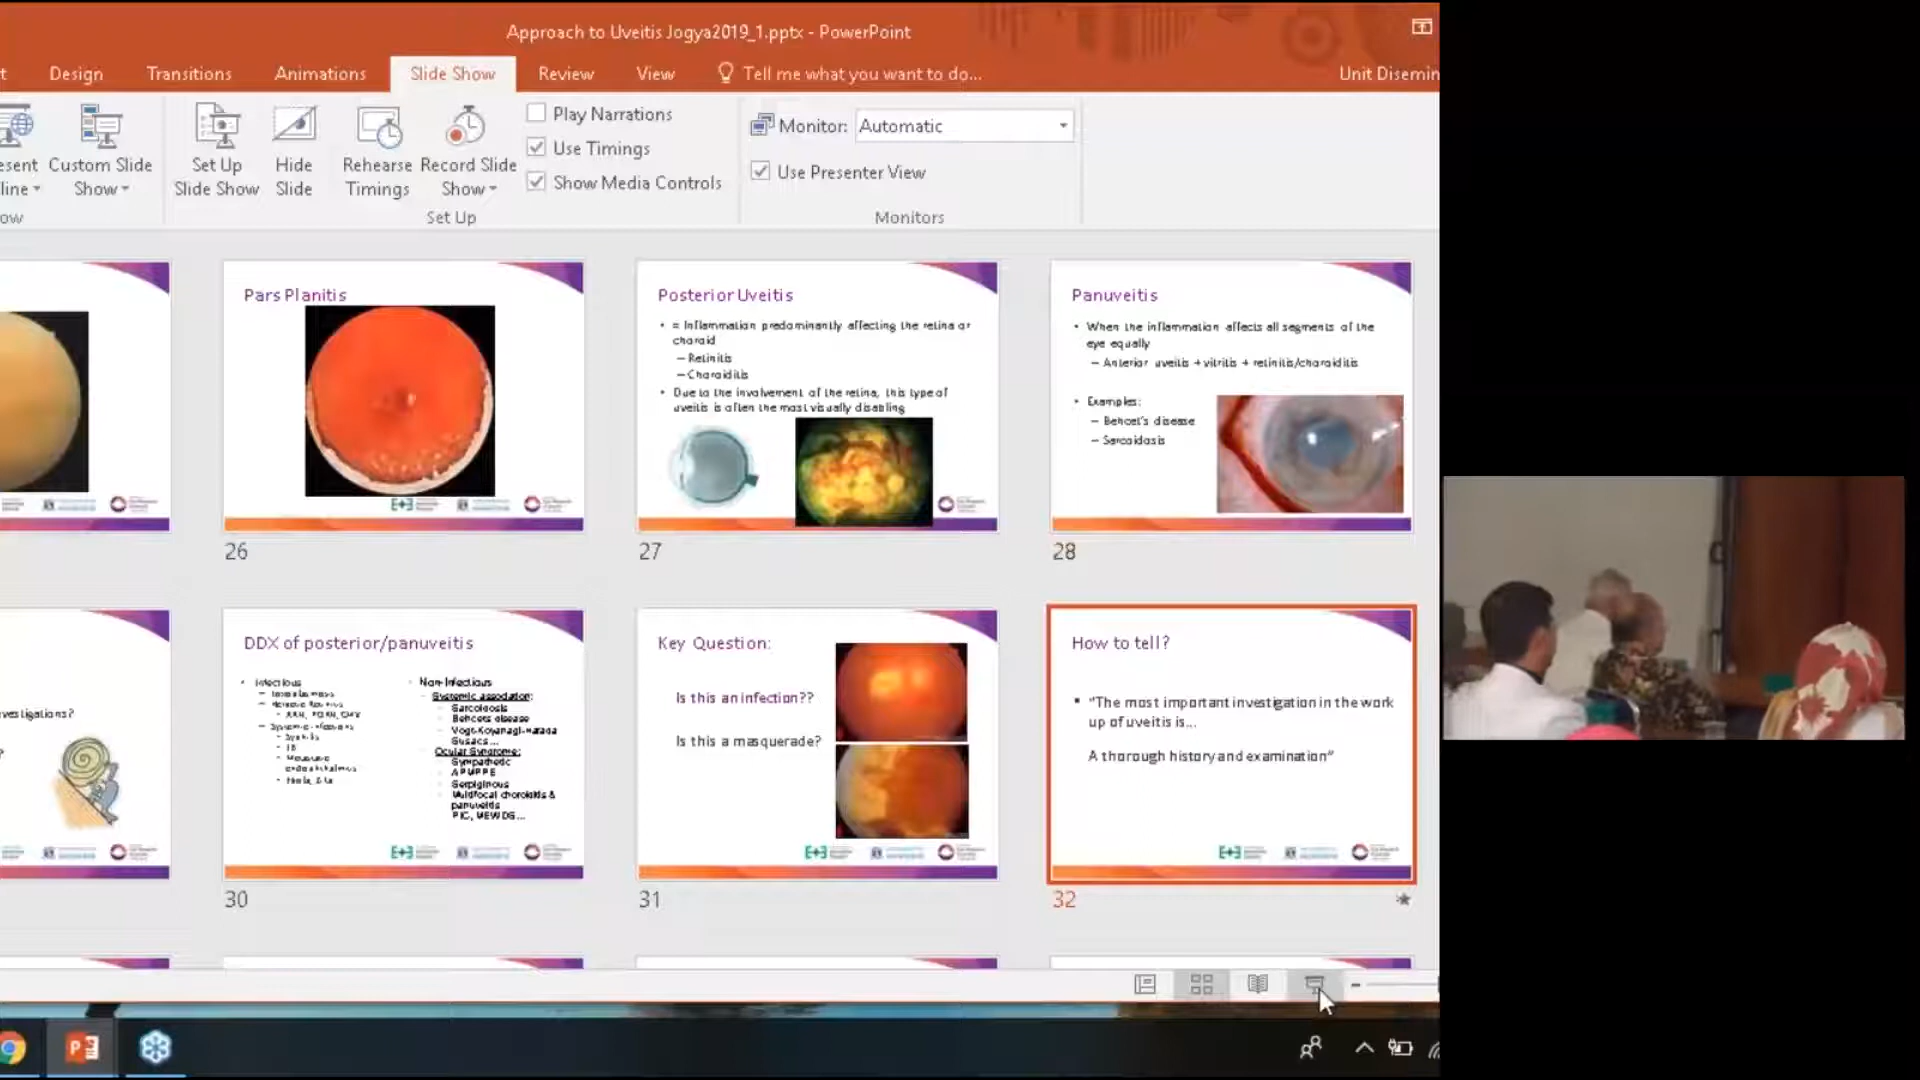 Approach to Uveitis Jogya2019_1.pptx - PowerPoint
Design Transitions Animations Slide Show Review View Tell me what you want to do...
Unit Disemin
Custom Slide Show
Set Up Slide Show
Hide Slide
Rehearse Timings
Record Slide Show
Play Narrations
Use Timings
Show Media Controls
Set Up
Monitor: Automatic
Use Presenter View
Monitors
Pars Planitis
26
Posterior Uveitis
• = Inflammation predominantly affecting the retina or
choroid
– Retinitis
– Choroiditis
• Due to the involvement of the retina, this type of
uveitis is often the most visually disabling
27
Panuveitis
• When the inflammation affects all segments of the
eye equally
– Anterior uveitis + vitritis + retinitis/choroiditis
• Examples:
– Behcet's disease
– Sarcoidosis
28
vestigations?
?
DDX of posterior/panuveitis
• Infectious
• Non-Infectious
– Systemic association:
Sarcoidosis
Behcets disease
Vogt-Koyanagi-Harada
Ocular Syndrome:
Sympathetic
APMPPE
Serpiginous
Multifocal choroiditis &
panuveitis
PIC, MEWDS...
30
Key Question:
Is this an infection??
Is this a masquerade?
31
How to tell?
• "The most important investigation in the work
up of uveitis is...
A thorough history and examination"
32